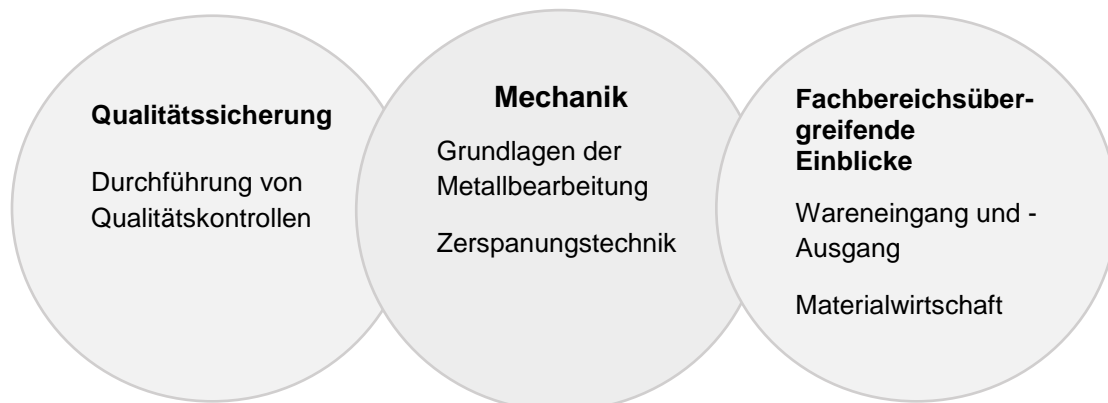 Qualitätssicherung
Durchführung von
Qualitätskontrollen
Mechanik
Grundlagen der
Metallbearbeitung
Zerspanungstechnik
Fachbereichsüber-
greifende
Einblicke
Wareneingang und -
Ausgang
Materialwirtschaft